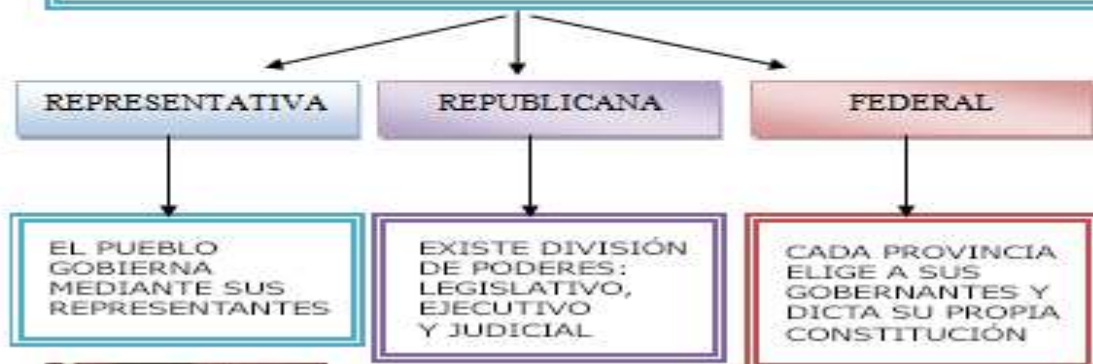 REPRESENTATIVA
REPUBLICANA
FEDERAL
EL PUEBLO
GOBIERNA
MEDIANTE SUS
REPRESENTANTES
EXISTE DIVISIÓN
DE PODERES:
LEGISLATIVO,
EJECUTIVO
Y JUDICIAL
CADA PROVINCIA
ELIGE A SUS
GOBERNANTES Y
DICTA SU PROPIA
CONSTITUCIÓN